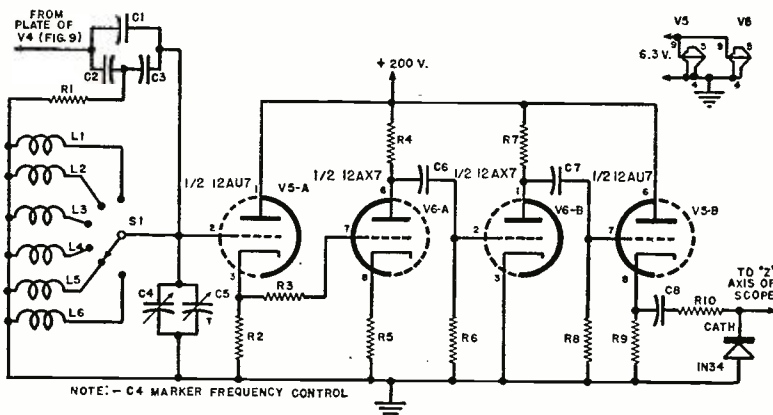 FROM
PLATE OF
V4 (FIG. 9)
C1
C2
C3
R1
L1
L2
L3
L4
L5
L6
S1
C4
C5
T
1/2 12AU7
V5-A
1
2
3
R3
R2
+ 200 V.
R4
1/2 12AX7
C6
V6-A
6
7
8
R5
R6
R7
1/2 12AX7
C7
V6-B
1
2
3
R8
1/2 12AU7
V5-B
6
7
8
C8
R10
R9
TO "Z"
AXIS OF
SCOPE
CATH
IN34
V5
V6
9
5
4
9
5
4
6.3 V.
NOTE:- C4 MARKER FREQUENCY CONTROL